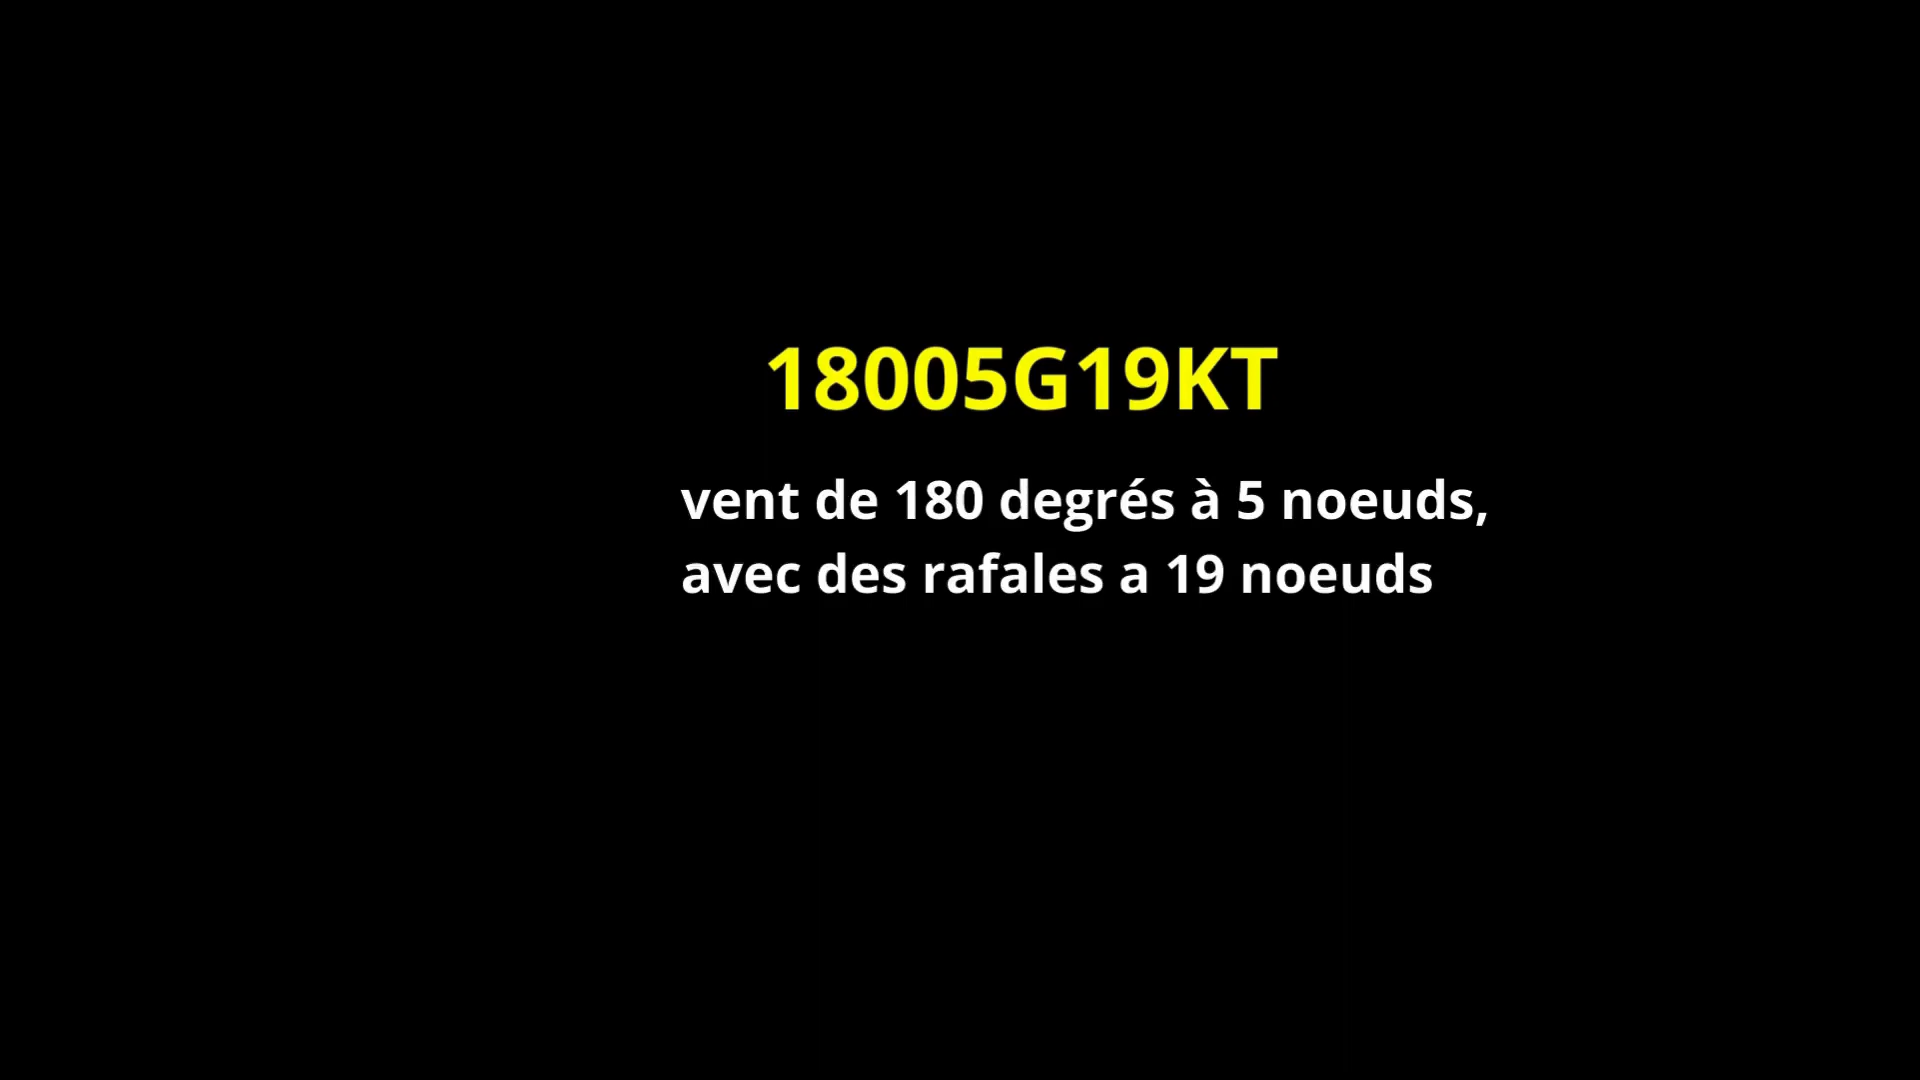 18005G19KT
vent de 180 degrés à 5 noeuds,
avec des rafales a 19 noeuds